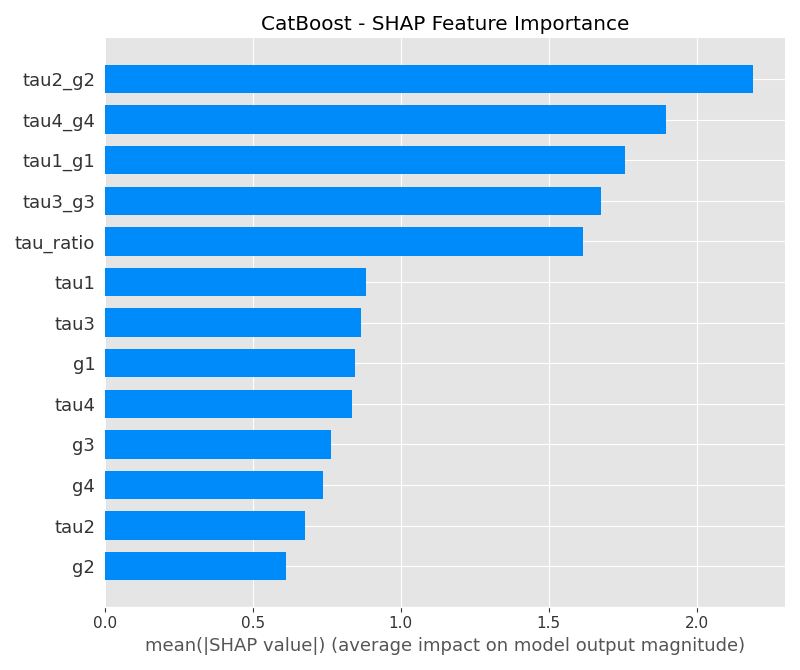 CatBoost - SHAP Feature Importance
tau2_g2
tau4_g4
tau1_g1
tau3_g3
tau_ratio
tau1
tau3
g1
tau4
g3
g4
tau2
g2
0.0 0.5 1.0 1.5 2.0
mean(|SHAP value|) (average impact on model output magnitude)